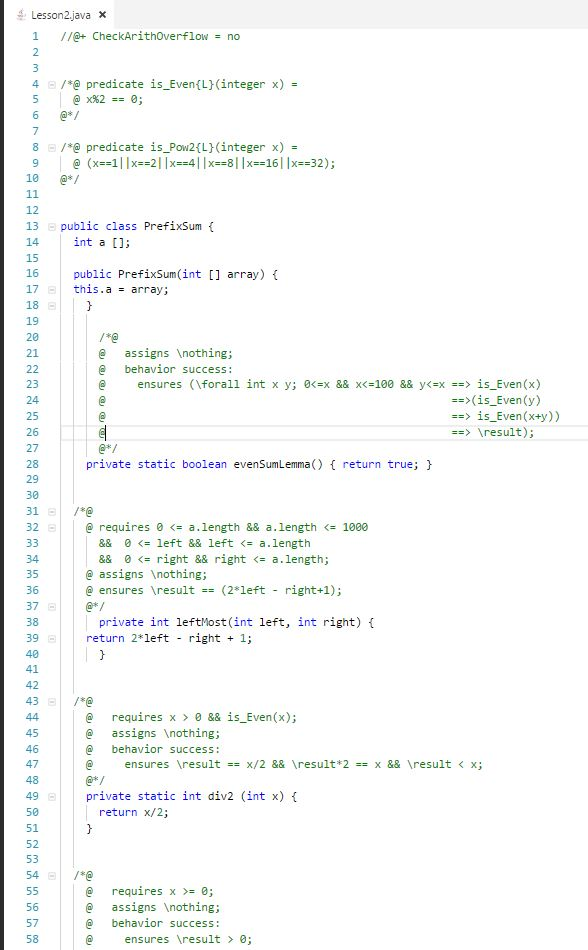 Lesson2.java ×
1 //@+ CheckArithOverflow = no
2
3
4 /*@ predicate is_Even{L}(integer x) =
5 @ x%2 == 0;
6 @*/
7
8 /*@ predicate is_Pow2{L}(integer x) =
9 @ (x==1||x==2||x==4||x==8||x==16||x==32);
10 @*/
11
12
13 public class PrefixSum {
14 int a [];
15
16 public PrefixSum(int [] array) {
17 this.a = array;
18 }
19
20 /*@
21 @ assigns \nothing;
22 @ behavior success:
23 @ ensures (\forall int x y; 0<=x && x<=100 && y<=x ==> is_Even(x)
24 @ ==>(is_Even(y)
25 @ ==> is_Even(x+y))
26 @ ==> \result);
27 @*/
28 private static boolean evenSumLemma() { return true; }
29
30
31 /*@
32 @ requires 0 <= a.length && a.length <= 1000
33 && 0 <= left && left <= a.length
34 && 0 <= right && right <= a.length;
35 @ assigns \nothing;
36 @ ensures \result == (2*left - right+1);
37 @*/
38 private int leftMost(int left, int right) {
39 return 2*left - right + 1;
40 }
41
42
43 /*@
44 @ requires x > 0 && is_Even(x);
45 @ assigns \nothing;
46 @ behavior success:
47 @ ensures \result == x/2 && \result*2 == x && \result < x;
48 @*/
49 private static int div2 (int x) {
50 return x/2;
51 }
52
53
54 /*@
55 @ requires x >= 0;
56 @ assigns \nothing;
57 @ behavior success:
58 @ ensures \result > 0;